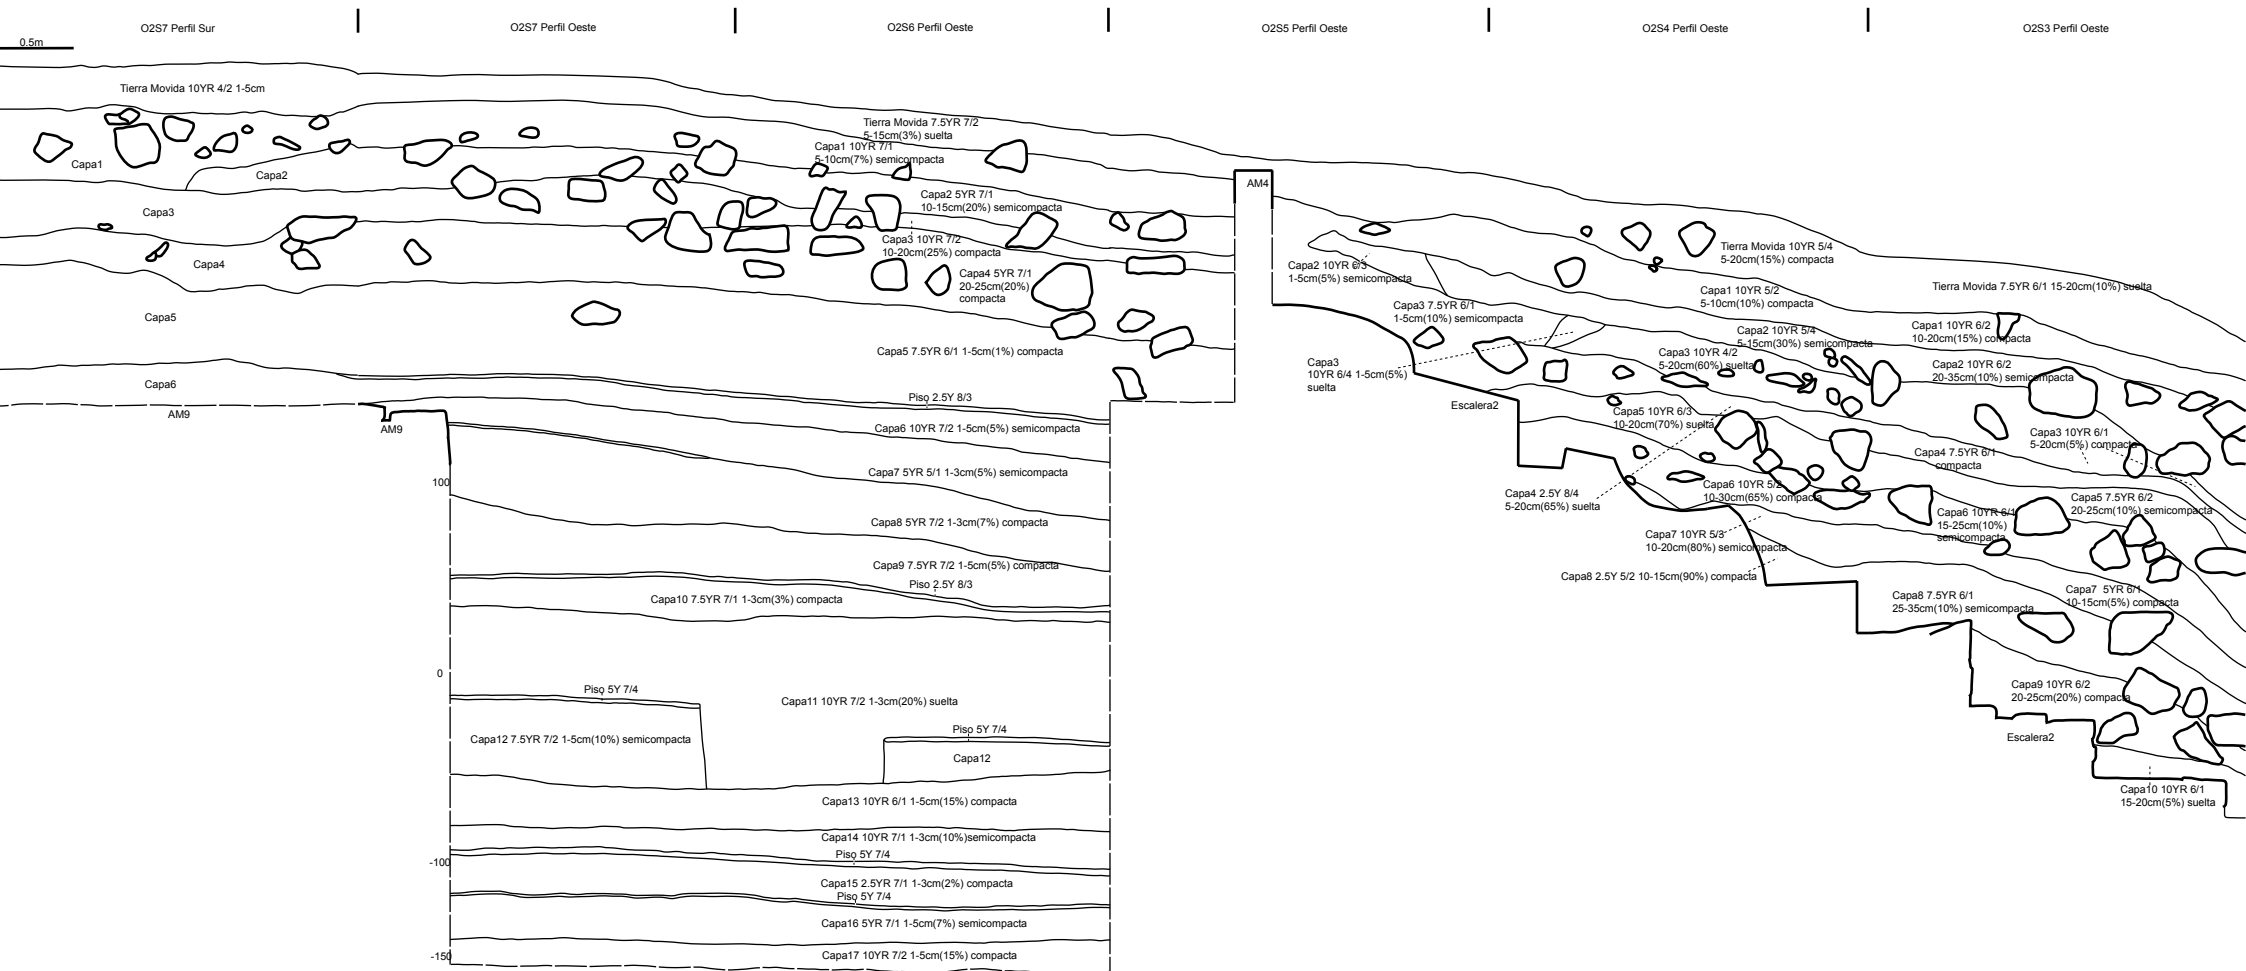 O2S7 Perfil Sur
O2S7 Perfil Oeste
O2S6 Perfil Oeste
O2S5 Perfil Oeste
O2S4 Perfil Oeste
O2S3 Perfil Oeste
0.5m
Tierra Movida 10YR 4/2 1-5cm
Capa1
Capa2
Capa3
Capa4
Capa5
Capa6
AM9
AM9
Tierra Movida 7.5YR 7/2
5-15cm(3%) suelta
Capa1 10YR 7/1
5-10cm(7%) semicompacta
Capa2 5YR 7/1
10-15cm(20%) semicompacta
Capa3 10YR 7/2
10-20cm(25%) compacta
Capa4 5YR 7/1
20-25cm(20%)
compacta
Capa5 7.5YR 6/1 1-5cm(1%) compacta
Piso 2.5Y 8/3
Capa6 10YR 7/2 1-5cm(5%) semicompacta
Capa7 5YR 5/1 1-3cm(5%) semicompacta
100
Capa8 5YR 7/2 1-3cm(7%) compacta
Capa9 7.5YR 7/2 1-5cm(5%) compacta
Piso 2.5Y 8/3
Capa10 7.5YR 7/1 1-3cm(3%) compacta
0
Piso 5Y 7/4
Capa11 10YR 7/2 1-3cm(20%) suelta
Piso 5Y 7/4
Capa12 7.5YR 7/2 1-5cm(10%) semicompacta
Capa12
Capa13 10YR 6/1 1-5cm(15%) compacta
Capa14 10YR 7/1 1-3cm(10%)semicompacta
Piso 5Y 7/4
-100
Capa15 2.5YR 7/1 1-3cm(2%) compacta
Piso 5Y 7/4
Capa16 5YR 7/1 1-5cm(7%) semicompacta
Capa17 10YR 7/2 1-5cm(15%) compacta
-150
AM4
Capa2 10YR 6/3
1-5cm(5%) semicompacta
Capa3 7.5YR 6/1
1-5cm(10%) semicompacta
Capa3
10YR 6/4 1-5cm(5%)
suelta
Escalera2
Tierra Movida 10YR 5/4
5-20cm(15%) compacta
Capa1 10YR 5/2
5-10cm(10%) compacta
Capa2 10YR 5/4
5-15cm(30%) semicompacta
Capa3 10YR 4/2
5-20cm(60%) suelta
Capa5 10YR 6/3
10-20cm(70%) suelta
Capa4 2.5Y 8/4
5-20cm(65%) suelta
Capa6 10YR 5/2
10-30cm(65%) compacta
Capa7 10YR 5/3
10-20cm(80%) semicompacta
Capa8 2.5Y 5/2 10-15cm(90%) compacta
Tierra Movida 7.5YR 6/1 15-20cm(10%) suelta
Capa1 10YR 6/2
10-20cm(15%) compacta
Capa2 10YR 6/2
20-35cm(10%) semicompacta
Capa3 10YR 6/1
5-20cm(5%) compacta
Capa4 7.5YR 6/1
compacta
Capa5 7.5YR 6/2
20-25cm(10%) semicompacta
Capa6 10YR 6/1
15-25cm(10%)
semicompacta
Capa7 5YR 6/1
10-15cm(5%) compacta
Capa8 7.5YR 6/1
25-35cm(10%) semicompacta
Capa9 10YR 6/2
20-25cm(20%) compacta
Escalera2
Capa10 10YR 6/1
15-20cm(5%) suelta